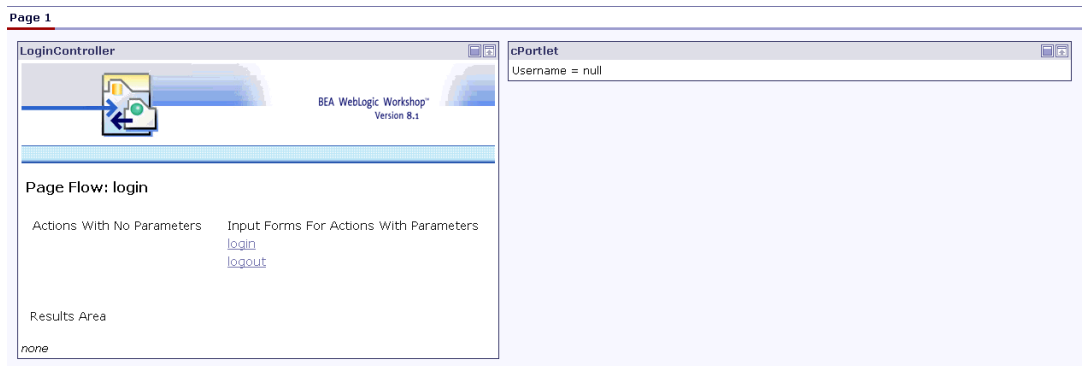 Page 1
LoginController
BEA WebLogic Workshop™
Version 8.1
Page Flow: login
Actions With No Parameters
Input Forms For Actions With Parameters
login
logout
Results Area
none
cPortlet
Username = null